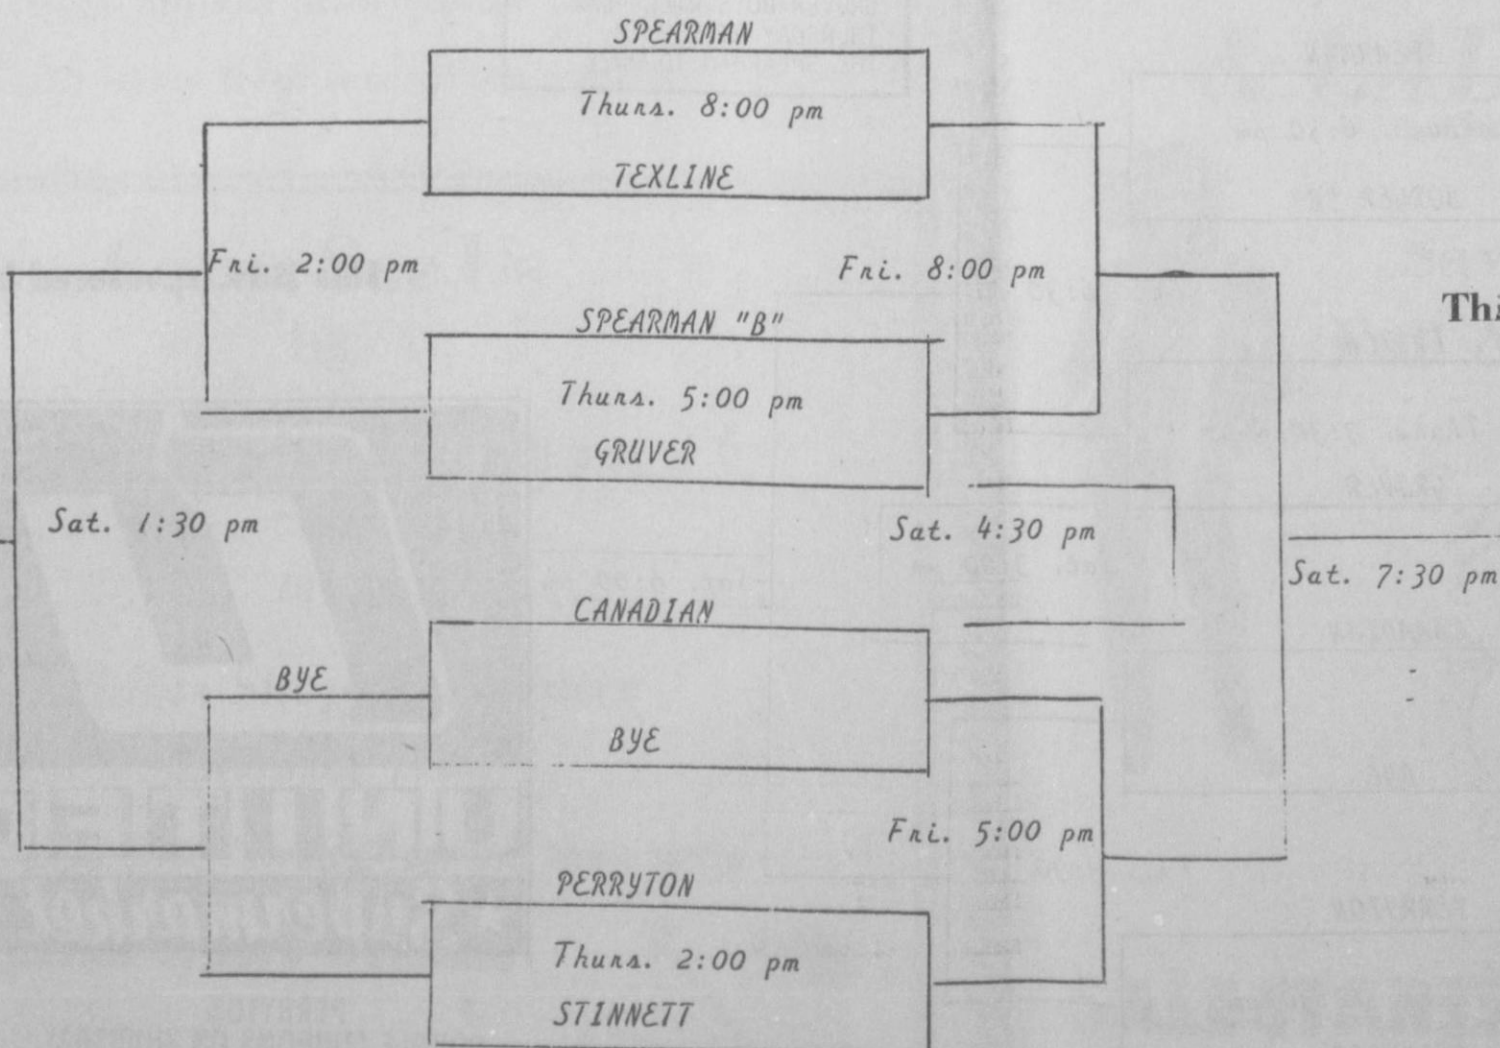 SPEARMAN
Thurs. 8:00 pm
TEXLINE
Fri. 2:00 pm
Fri. 8:00 pm
SPEARMAN "B"
Thurs. 5:00 pm
GRUVER
Sat. 1:30 pm
Sat. 4:30 pm
Sat. 7:30 pm
CANADIAN
BYE
BYE
Fri. 5:00 pm
PERRYTON
Thurs. 2:00 pm
STINNETT